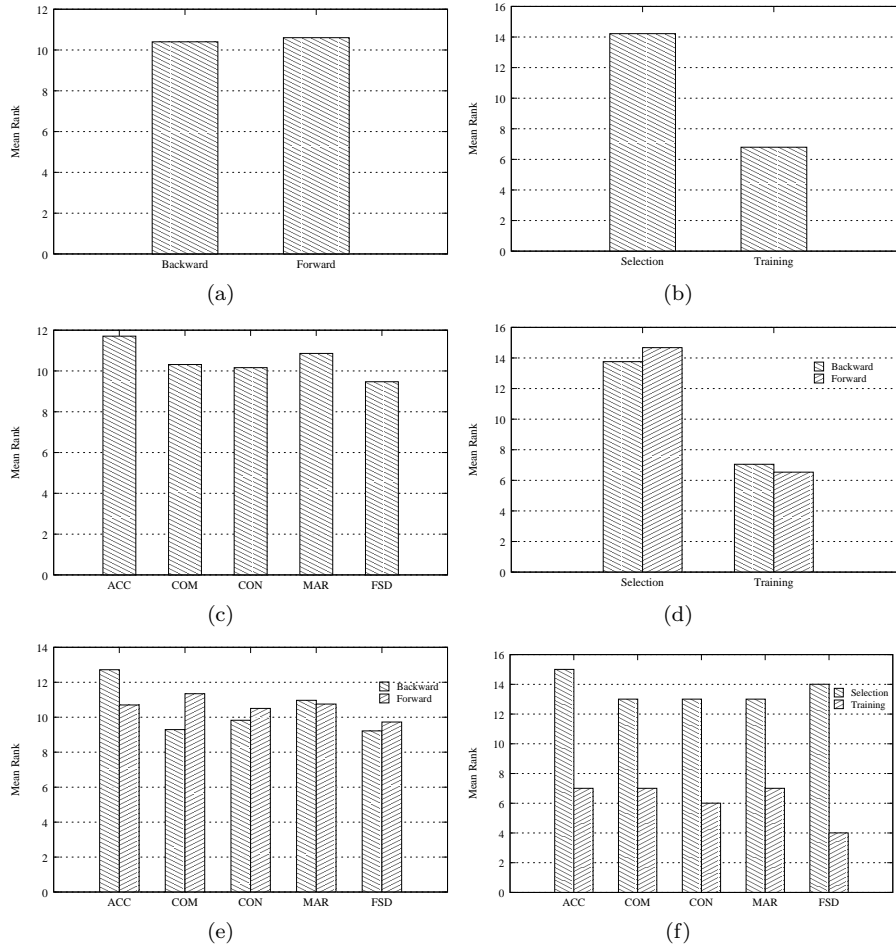 12
10
8
6
4
2
0
Mean Rank
Backward Forward
(a)
16
14
12
10
8
6
4
2
0
Mean Rank
Selection Training
(b)
12
10
8
6
4
2
0
Mean Rank
ACC COM CON MAR FSD
(c)
16
14
12
10
8
6
4
2
0
Mean Rank
Backward
Forward
Selection Training
(d)
14
12
10
8
6
4
2
0
Mean Rank
Backward
Forward
ACC COM CON MAR FSD
(e)
16
14
12
10
8
6
4
2
0
Mean Rank
Selection
Training
ACC COM CON MAR FSD
(f)